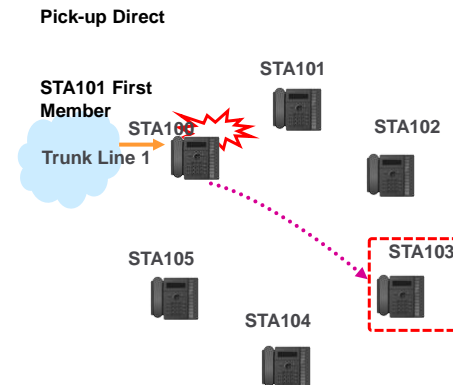 Pick-up Direct
STA101 First
Member
STA100
Trunk Line 1
STA101
STA102
STA103
STA104
STA105